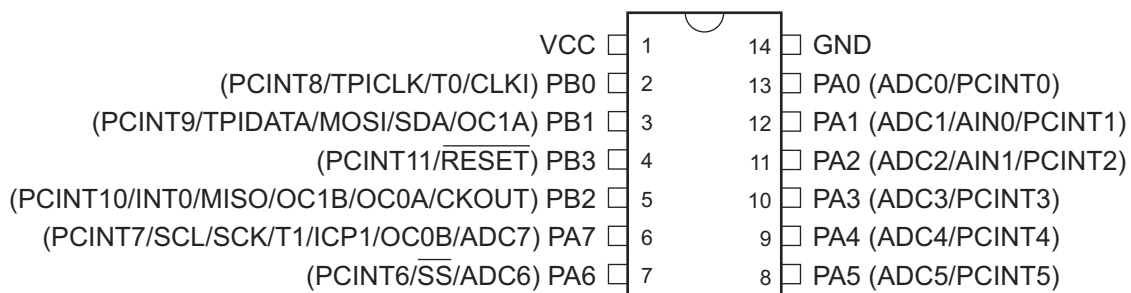 VCC 1 14 GND
(PCINT8/TPICLK/T0/CLKI) PB0 2 13 PA0 (ADC0/PCINT0)
(PCINT9/TPIDATA/MOSI/SDA/OC1A) PB1 3 12 PA1 (ADC1/AIN0/PCINT1)
(PCINT11/RESET) PB3 4 11 PA2 (ADC2/AIN1/PCINT2)
(PCINT10/INT0/MISO/OC1B/OC0A/CKOUT) PB2 5 10 PA3 (ADC3/PCINT3)
(PCINT7/SCL/SCK/T1/ICP1/OC0B/ADC7) PA7 6 9 PA4 (ADC4/PCINT4)
(PCINT6/SS/ADC6) PA6 7 8 PA5 (ADC5/PCINT5)